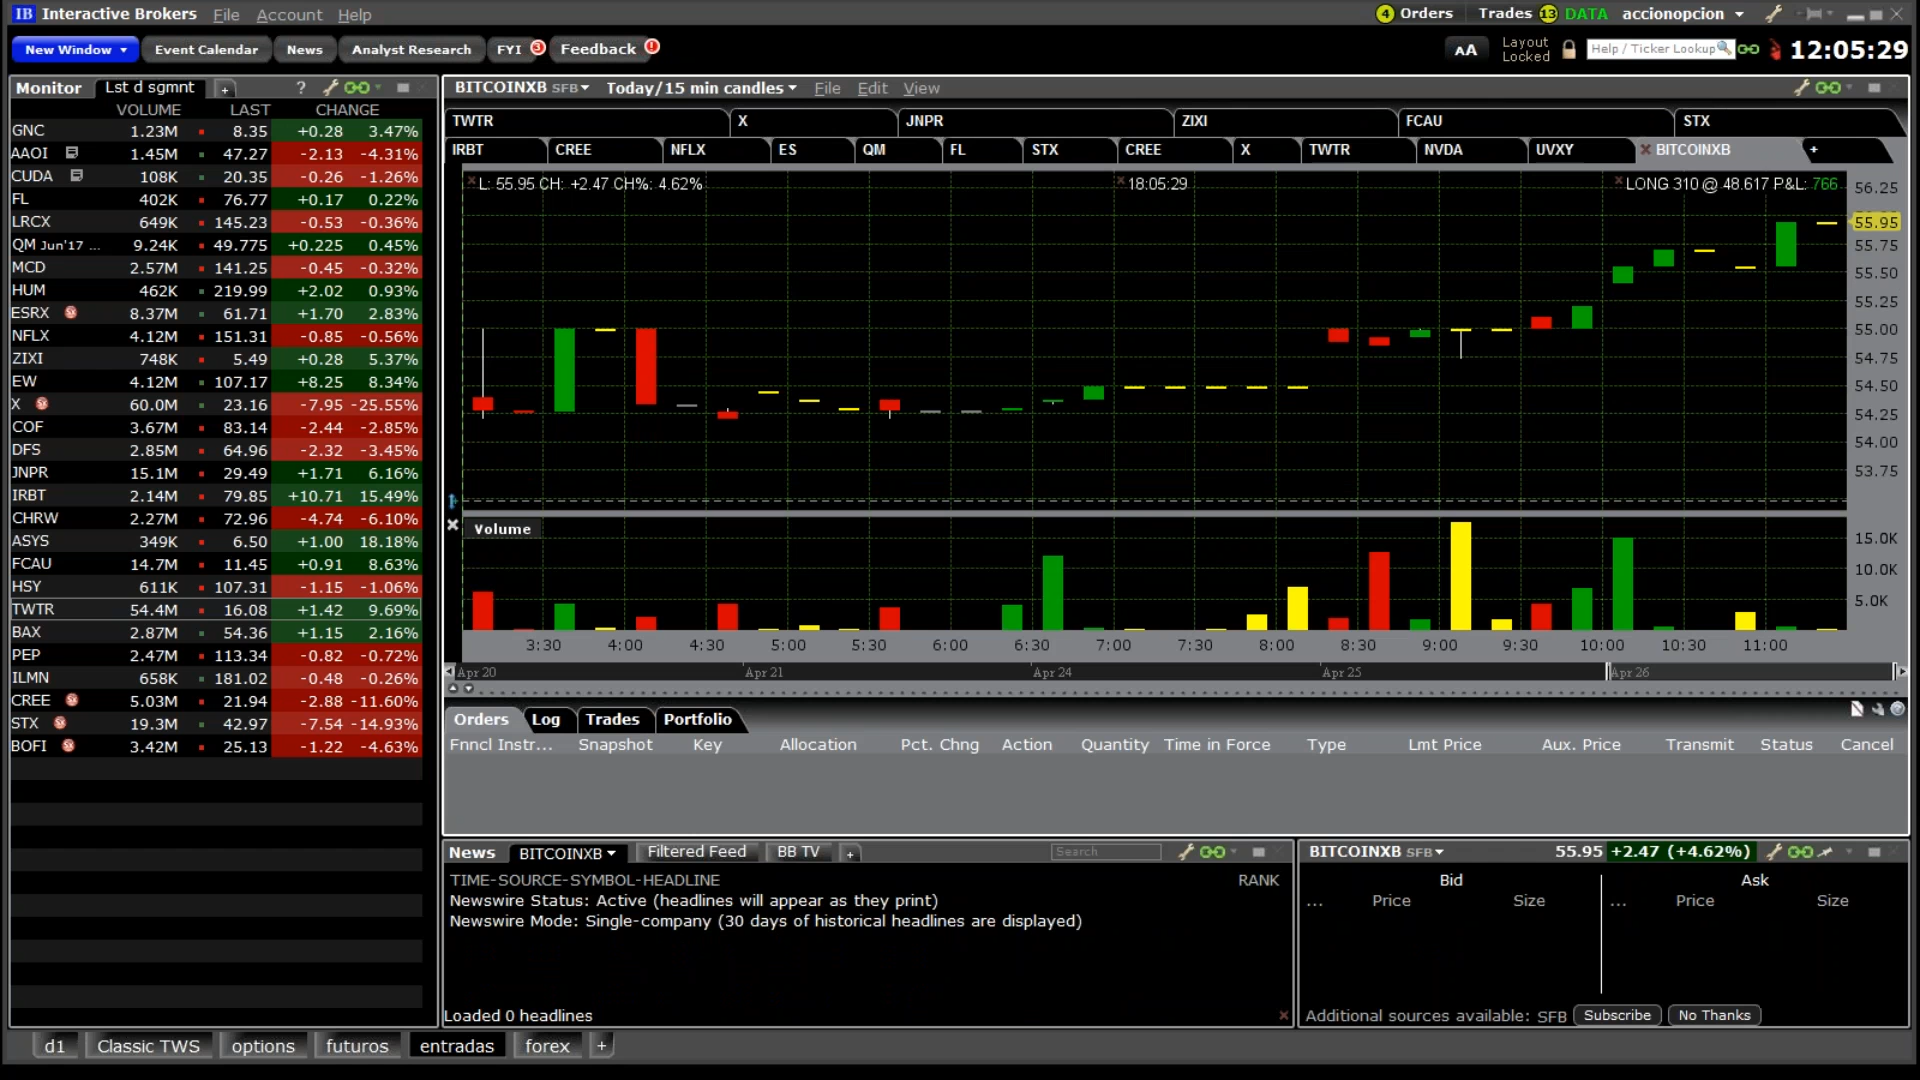 IB Interactive Brokers File Account Help 4 Orders Trades 13 DATA accionopcion
New Window Event Calendar News Analyst Research FYI 3 Feedback ! AA Layout Locked Help / Ticker Lookup 12:05:29
Monitor Lst d sgmnt + ?
VOLUME LAST CHANGE
GNC 1.23M 8.35 +0.28 3.47%
AAOI 1.45M 47.27 -2.13 -4.31%
CUDA 108K 20.35 -0.26 -1.26%
FL 402K 76.77 +0.17 0.22%
LRCX 649K 145.23 -0.53 -0.36%
QM Jun'17 ... 9.24K 49.775 +0.225 0.45%
MCD 2.57M 141.25 -0.45 -0.32%
HUM 462K 219.99 +2.02 0.93%
ESRX 8.37M 61.71 +1.70 2.83%
NFLX 4.12M 151.31 -0.85 -0.56%
ZIXI 748K 5.49 +0.28 5.37%
EW 4.12M 107.17 +8.25 8.34%
X 60.0M 23.16 -7.95 -25.55%
COF 3.67M 83.14 -2.44 -2.85%
DFS 2.85M 64.96 -2.32 -3.45%
JNPR 15.1M 29.49 +1.71 6.16%
IRBT 2.14M 79.85 +10.71 15.49%
CHRW 2.27M 72.96 -4.74 -6.10%
ASYS 349K 6.50 +1.00 18.18%
FCAU 14.7M 11.45 +0.91 8.63%
HSY 611K 107.31 -1.15 -1.06%
TWTR 54.4M 16.08 +1.42 9.69%
BAX 2.87M 54.36 +1.15 2.16%
PEP 2.47M 113.34 -0.82 -0.72%
ILMN 658K 181.02 -0.48 -0.26%
CREE 5.03M 21.94 -2.88 -11.60%
STX 19.3M 42.97 -7.54 -14.93%
BOFI 3.42M 25.13 -1.22 -4.63%
BITCOINXB SFB Today/15 min candles File Edit View
TWTR X JNPR ZIXI FCAU STX
IRBT CREE NFLX ES QM FL STX CREE X TWTR NVDA UVXY BITCOINXB +
L: 55.95 CH: +2.47 CH%: 4.62% 18:05:29 LONG 310 @ 48.617 P&L: 766
56.25
55.95
55.75
55.50
55.25
55.00
54.75
54.50
54.25
54.00
53.75
Volume
15.0K
10.0K
5.0K
3:30 4:00 4:30 5:00 5:30 6:00 6:30 7:00 7:30 8:00 8:30 9:00 9:30 10:00 10:30 11:00
Apr 20 Apr 21 Apr 24 Apr 25 Apr 26
Orders Log Trades Portfolio
Fnncl Instr... Snapshot Key Allocation Pct. Chng Action Quantity Time in Force Type Lmt Price Aux. Price Transmit Status Cancel
News BITCOINXB Filtered Feed BB TV + Search
TIME-SOURCE-SYMBOL-HEADLINE RANK
Newswire Status: Active (headlines will appear as they print)
Newswire Mode: Single-company (30 days of historical headlines are displayed)
Loaded 0 headlines
BITCOINXB SFB 55.95 +2.47 (+4.62%)
Bid Ask
... Price Size ... Price Size
Additional sources available: SFB Subscribe No Thanks
d1 Classic TWS options futuros entradas forex +